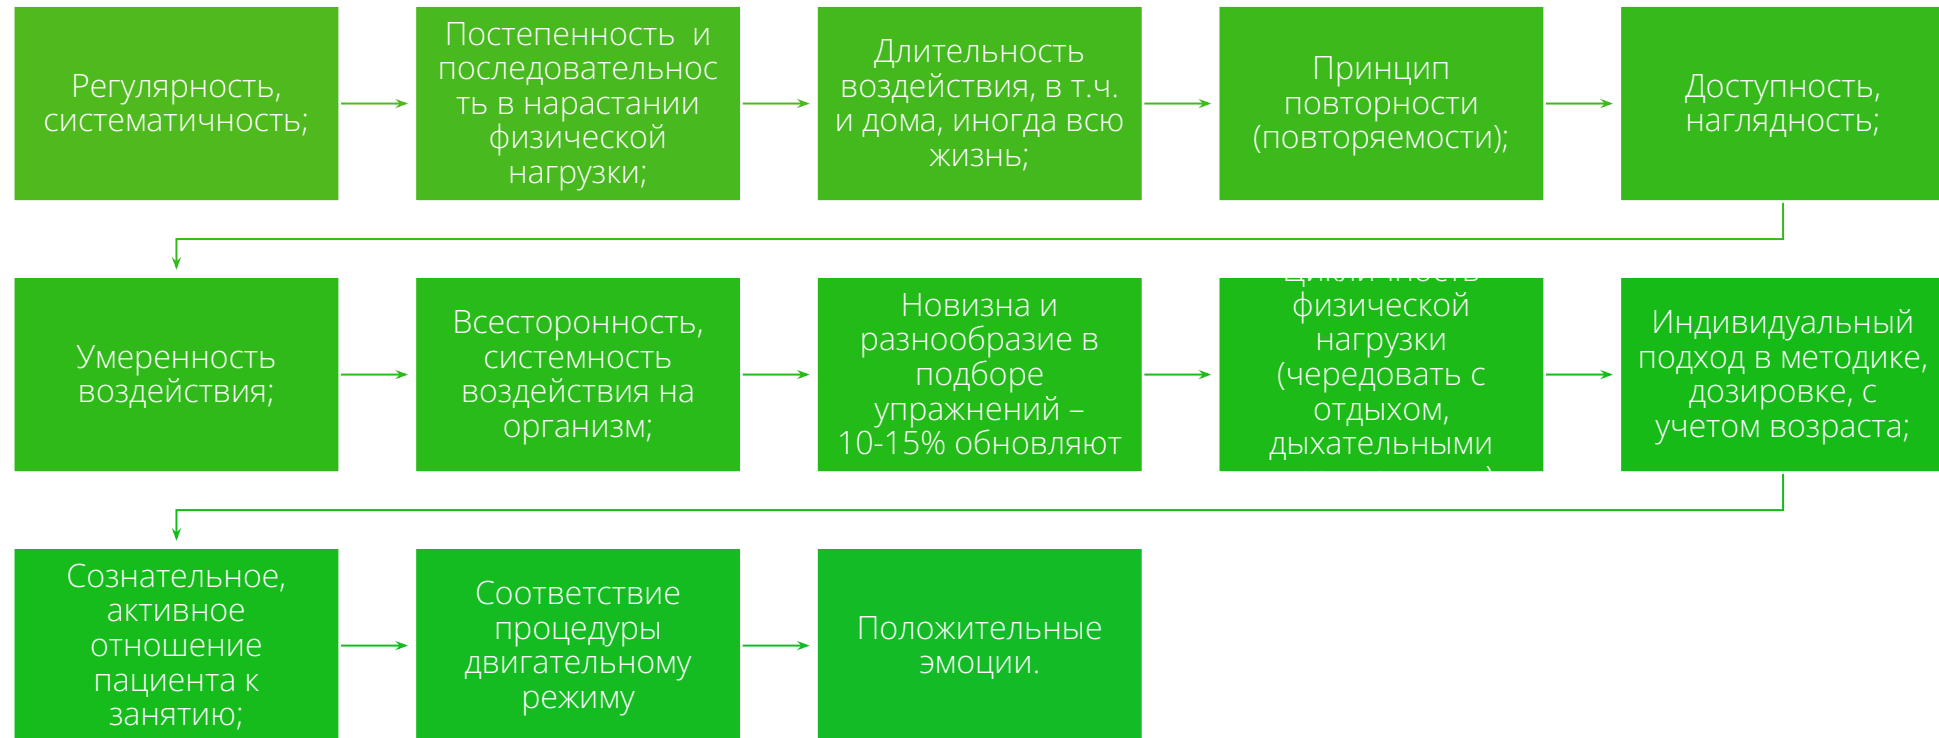 Регулярность,
систематичность;
Постепенность и
последовательнос
ть в нарастании
физической
нагрузки;
Длительность
воздействия, в т.ч.
и дома, иногда всю
жизнь;
Принцип
повторности
(повторяемости);
Доступность,
наглядность;
Умеренность
воздействия;
Всесторонность,
системность
воздействия на
организм;
Новизна и
разнообразие в
подборе
упражнений –
10-15% обновляют
Цикличность
физической
нагрузки
(чередовать с
отдыхом,
дыхательными
Индивидуальный
подход в методике,
дозировке, с
учетом возраста;
Сознательное,
активное
отношение
пациента к
занятию;
Соответствие
процедуры
двигательному
режиму
Положительные
эмоции.